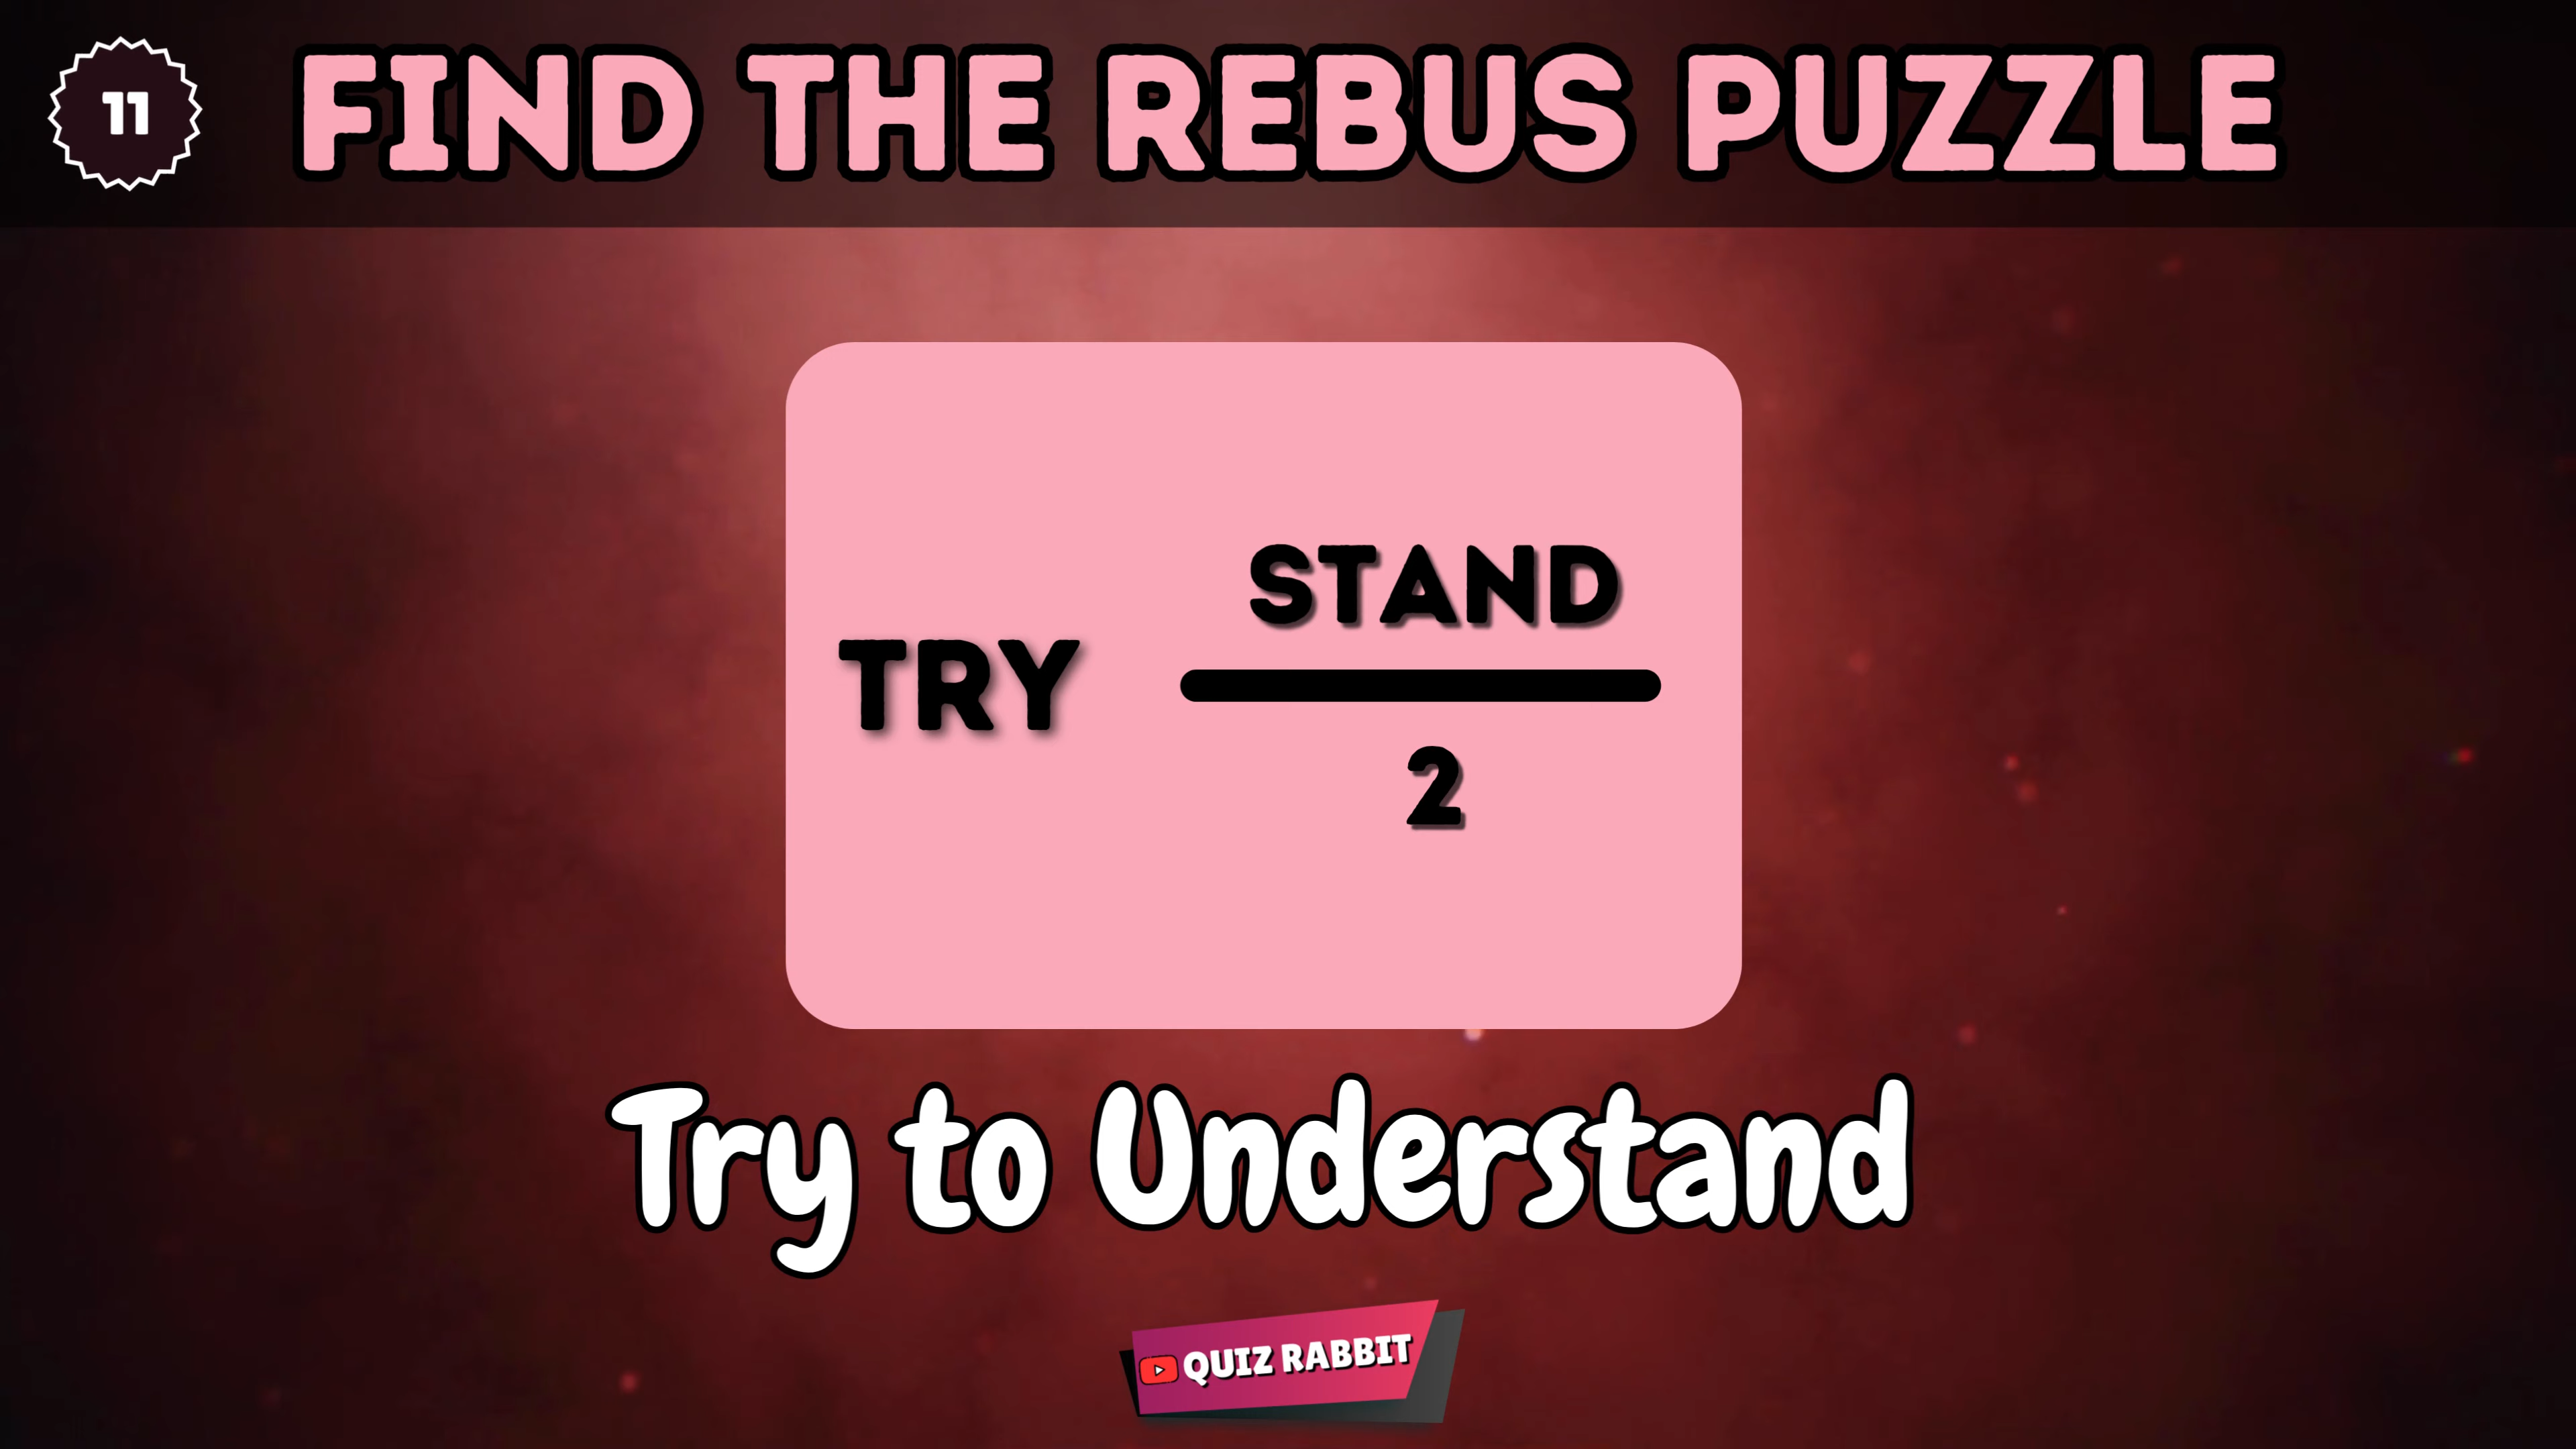 11
FIND THE REBUS PUZZLE
STAND
TRY
2
Try to Understand
QUIZ RABBIT